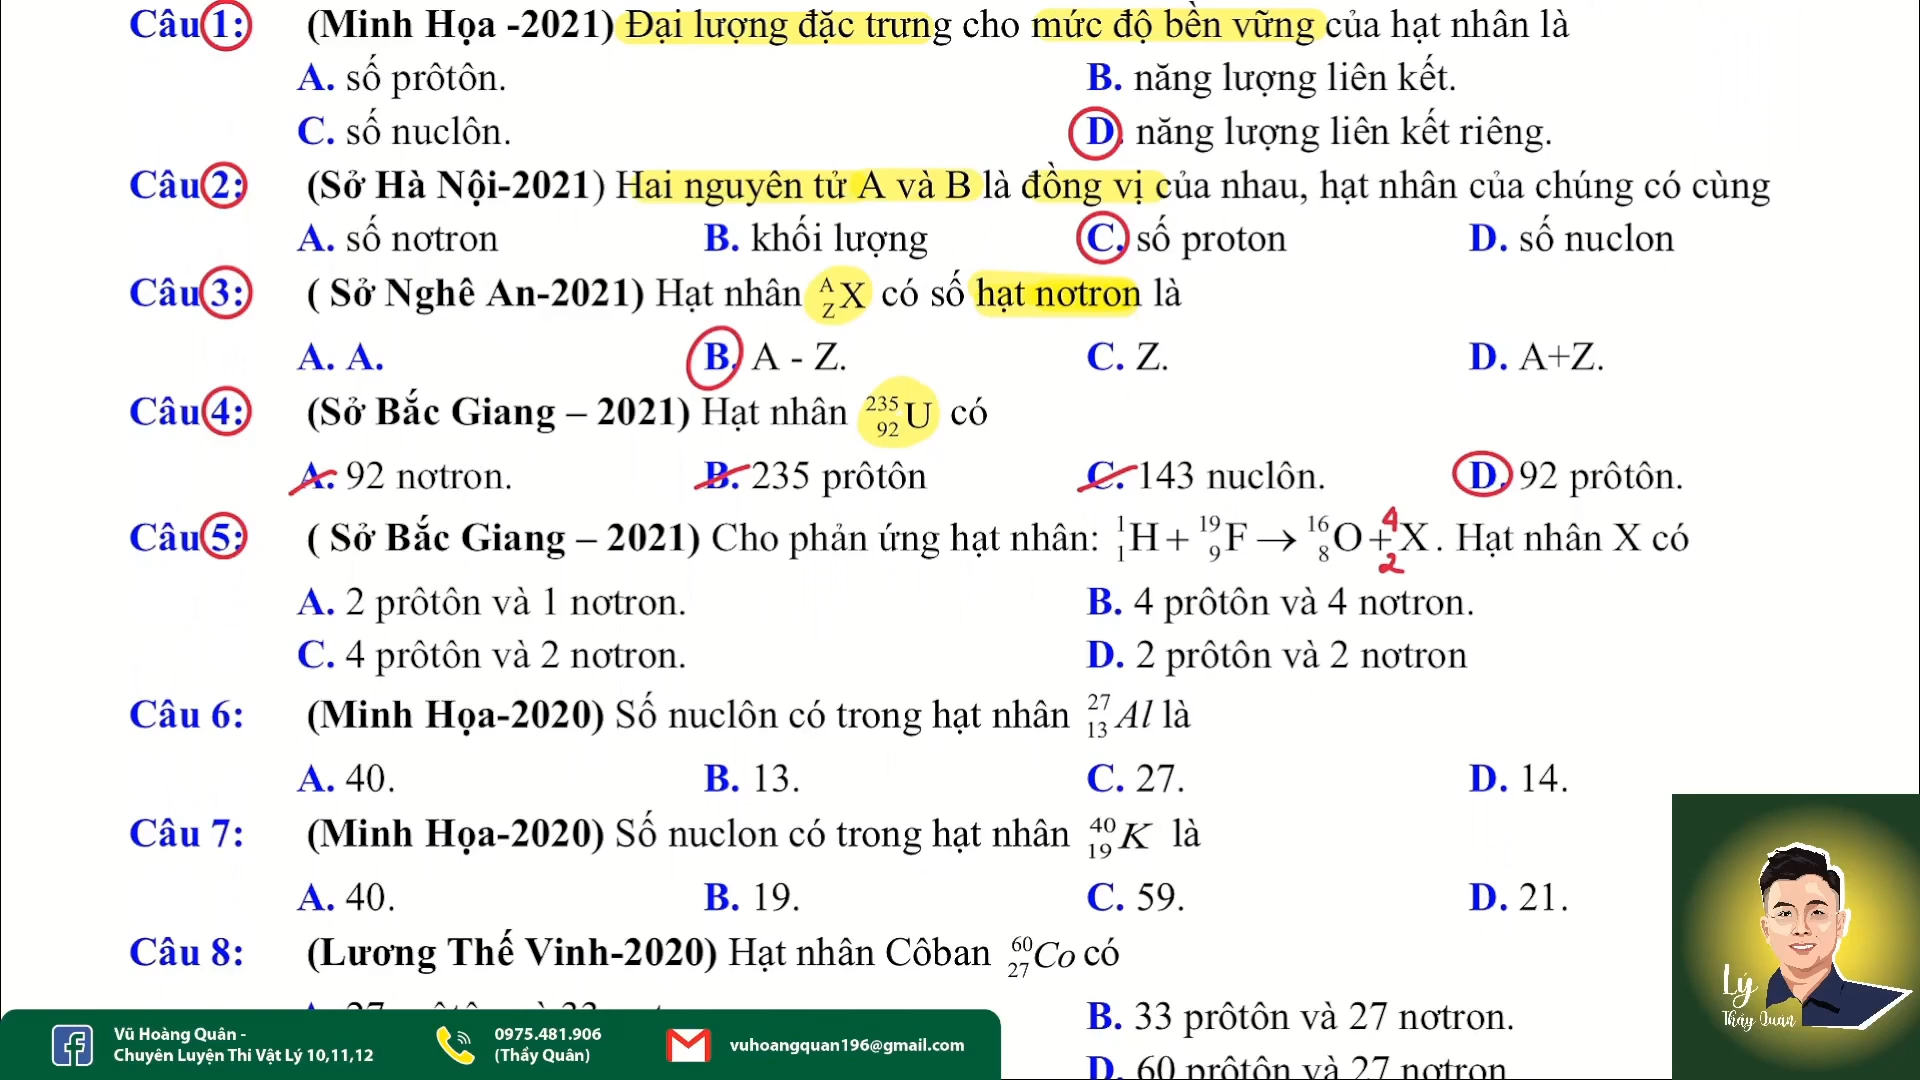 Câu 1: (Minh Họa -2021) Đại lượng đặc trưng cho mức độ bền vững của hạt nhân là
A. số prôtôn. B. năng lượng liên kết.
C. số nuclôn. D. năng lượng liên kết riêng.
Câu 2: (Sở Hà Nội-2021) Hai nguyên tử A và B là đồng vị của nhau, hạt nhân của chúng có cùng
A. số nơtron B. khối lượng C. số proton D. số nuclon
Câu 3: ( Sở Nghê An-2021) Hạt nhân ᴬ_Z X có số hạt nơtron là
A. A. B. A - Z. C. Z. D. A+Z.
Câu 4: (Sở Bắc Giang – 2021) Hạt nhân ²³⁵₉₂U có
A. 92 nơtron. B. 235 prôtôn C. 143 nuclôn. D. 92 prôtôn.
Câu 5: ( Sở Bắc Giang – 2021) Cho phản ứng hạt nhân: ¹₁H + ¹⁹₉F → ¹⁶₈O + ⁴₂X. Hạt nhân X có
A. 2 prôtôn và 1 nơtron. B. 4 prôtôn và 4 nơtron.
C. 4 prôtôn và 2 nơtron. D. 2 prôtôn và 2 nơtron
Câu 6: (Minh Họa-2020) Số nuclôn có trong hạt nhân ²⁷₁₃Al là
A. 40. B. 13. C. 27. D. 14.
Câu 7: (Minh Họa-2020) Số nuclon có trong hạt nhân ⁴⁰₁₉K là
A. 40. B. 19. C. 59. D. 21.
Câu 8: (Lương Thế Vinh-2020) Hạt nhân Côban ⁶⁰₂₇Co có
B. 33 prôtôn và 27 nơtron.
D. 60 prôtôn và 27 nơtron
Vũ Hoàng Quân -
Chuyên Luyện Thi Vật Lý 10,11,12
0975.481.906
(Thầy Quân)
vuhoangquan196@gmail.com
Lý
Thầy Quân